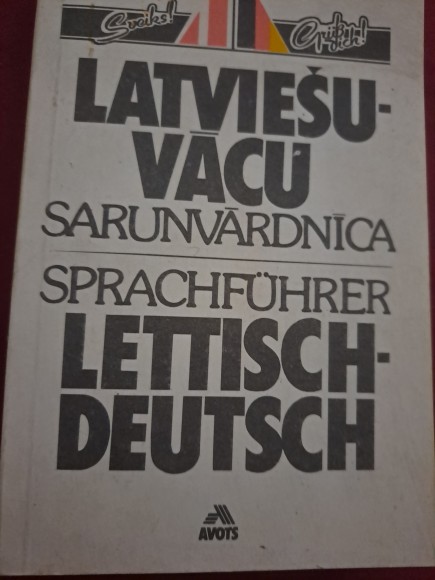 Sveiks!
Grüß dich!
LATVIEŠU-
VĀCU
SARUNVĀRDNĪCA
SPRACHFÜHRER
LETTISCH-
DEUTSCH
AVOTS